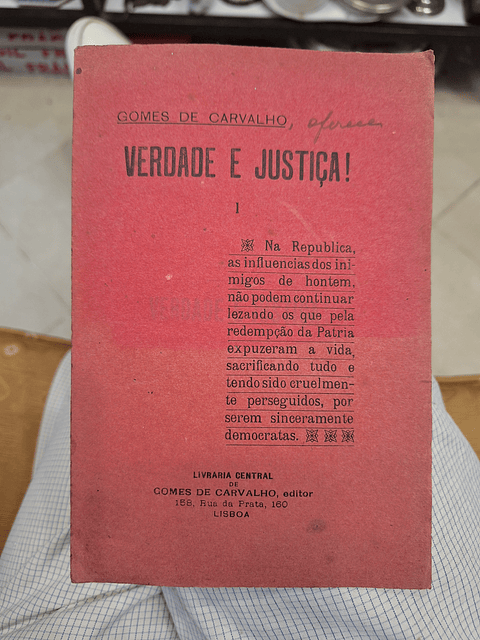 GOMES DE CARVALHO, oferece
VERDADE E JUSTIÇA!
1
Na Republica,
as influencias dos ini-
migos de hontem,
não podem continuar
lezando os que pela
redempção da Patria
expuzeram a vida,
sacrificando tudo e
tendo sido cruelmen-
te perseguidos, por
serem sinceramente
democratas.
LIVRARIA CENTRAL
DE
GOMES DE CARVALHO, editor
158, Rua da Prata, 160
LISBOA